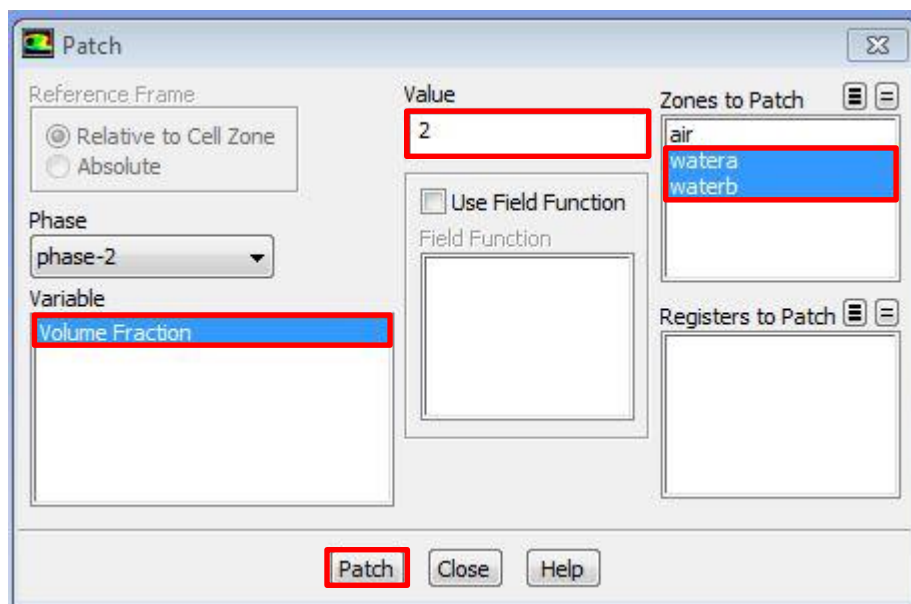 Patch
Reference Frame
Relative to Cell Zone
Absolute
Phase
phase-2
Variable
Volume Fraction
Value
2
Use Field Function
Field Function
Zones to Patch
air
watera
waterb
Registers to Patch
Patch
Close
Help